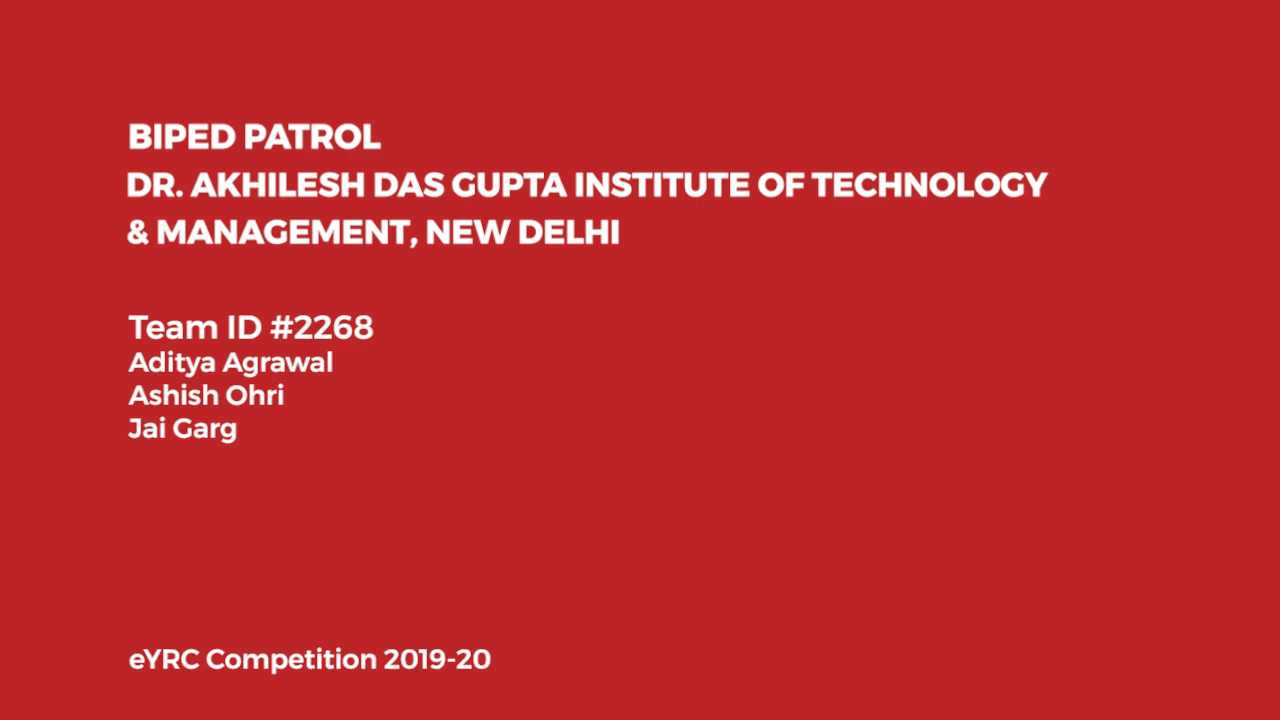 BIPED PATROL
DR. AKHILESH DAS GUPTA INSTITUTE OF TECHNOLOGY
& MANAGEMENT, NEW DELHI
Team ID #2268
Aditya Agrawal
Ashish Ohri
Jai Garg
eYRC Competition 2019-20